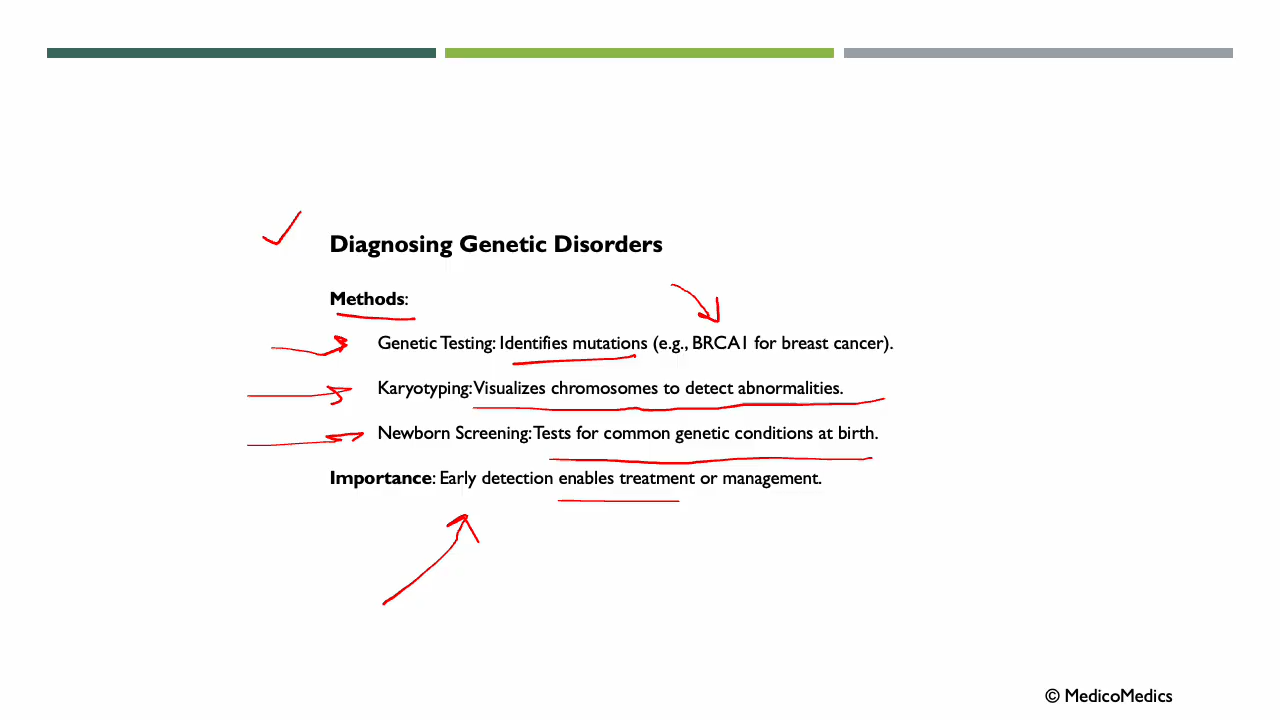 Diagnosing Genetic Disorders
Methods:
Genetic Testing: Identifies mutations (e.g., BRCA1 for breast cancer).
Karyotyping: Visualizes chromosomes to detect abnormalities.
Newborn Screening: Tests for common genetic conditions at birth.
Importance: Early detection enables treatment or management.
© MedicoMedics